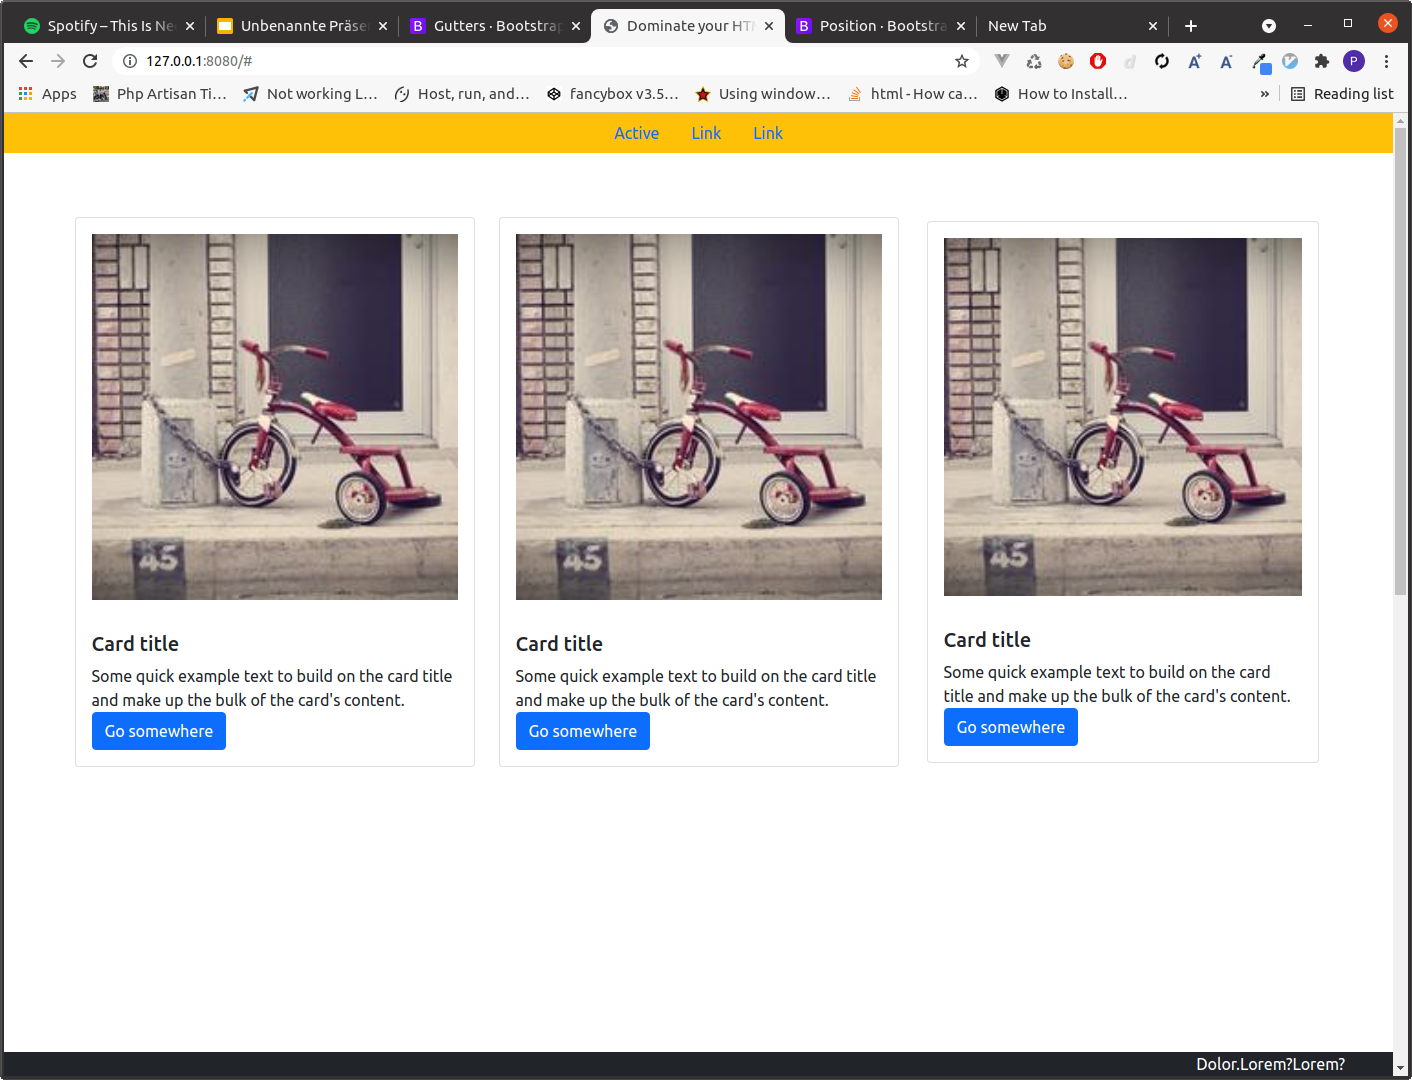 Spotify – This Is Ne
Unbenannte Präse
Gutters · Bootstrap
Dominate your HT
Position · Bootstra
New Tab
127.0.0.1:8080/#
P
Apps
Php Artisan Ti...
Not working L...
Host, run, and...
fancybox v3.5...
Using window...
html - How ca...
How to Install...
»
Reading list
Active
Link
Link
45
45
45
Card title
Some quick example text to build on the card title
and make up the bulk of the card's content.
Go somewhere
Card title
Some quick example text to build on the card title
and make up the bulk of the card's content.
Go somewhere
Card title
Some quick example text to build on the card
title and make up the bulk of the card's content.
Go somewhere
Dolor.Lorem?Lorem?